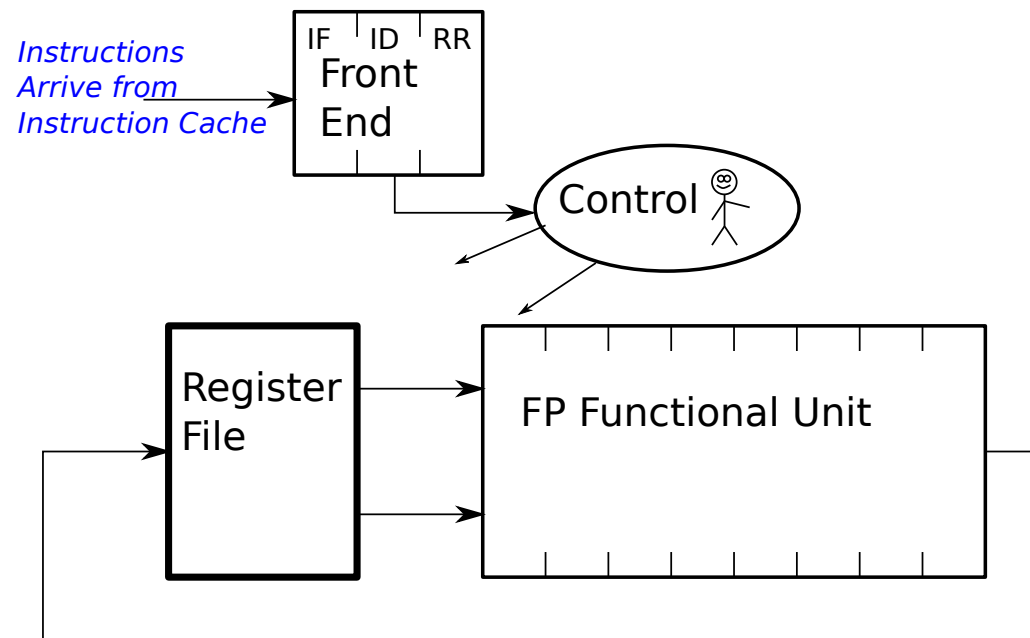 Instructions
Arrive from
Instruction Cache
IF ID RR
Front
End
Control
Register
File
FP Functional Unit